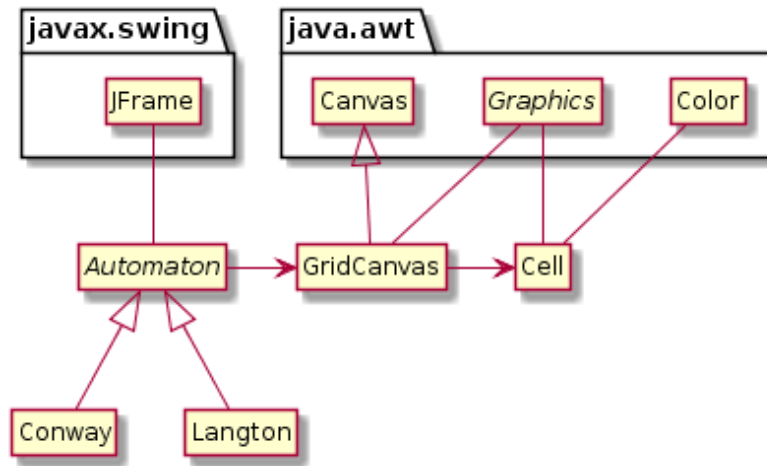 javax.swing
java.awt
JFrame
Canvas
Graphics
Color
Automaton
GridCanvas
Cell
Conway
Langton